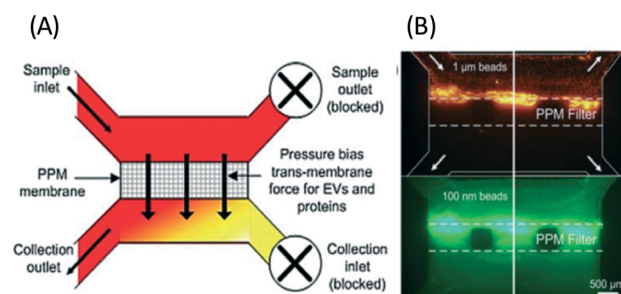 (A)
Sample
inlet
Sample
outlet
(blocked)
PPM
membrane
Pressure bias
trans-membrane
force for EVs and
proteins
Collection
outlet
Collection
inlet
(blocked)
(B)
1 µm beads
PPM Filter
100 nm beads
PPM Filter
500 µm